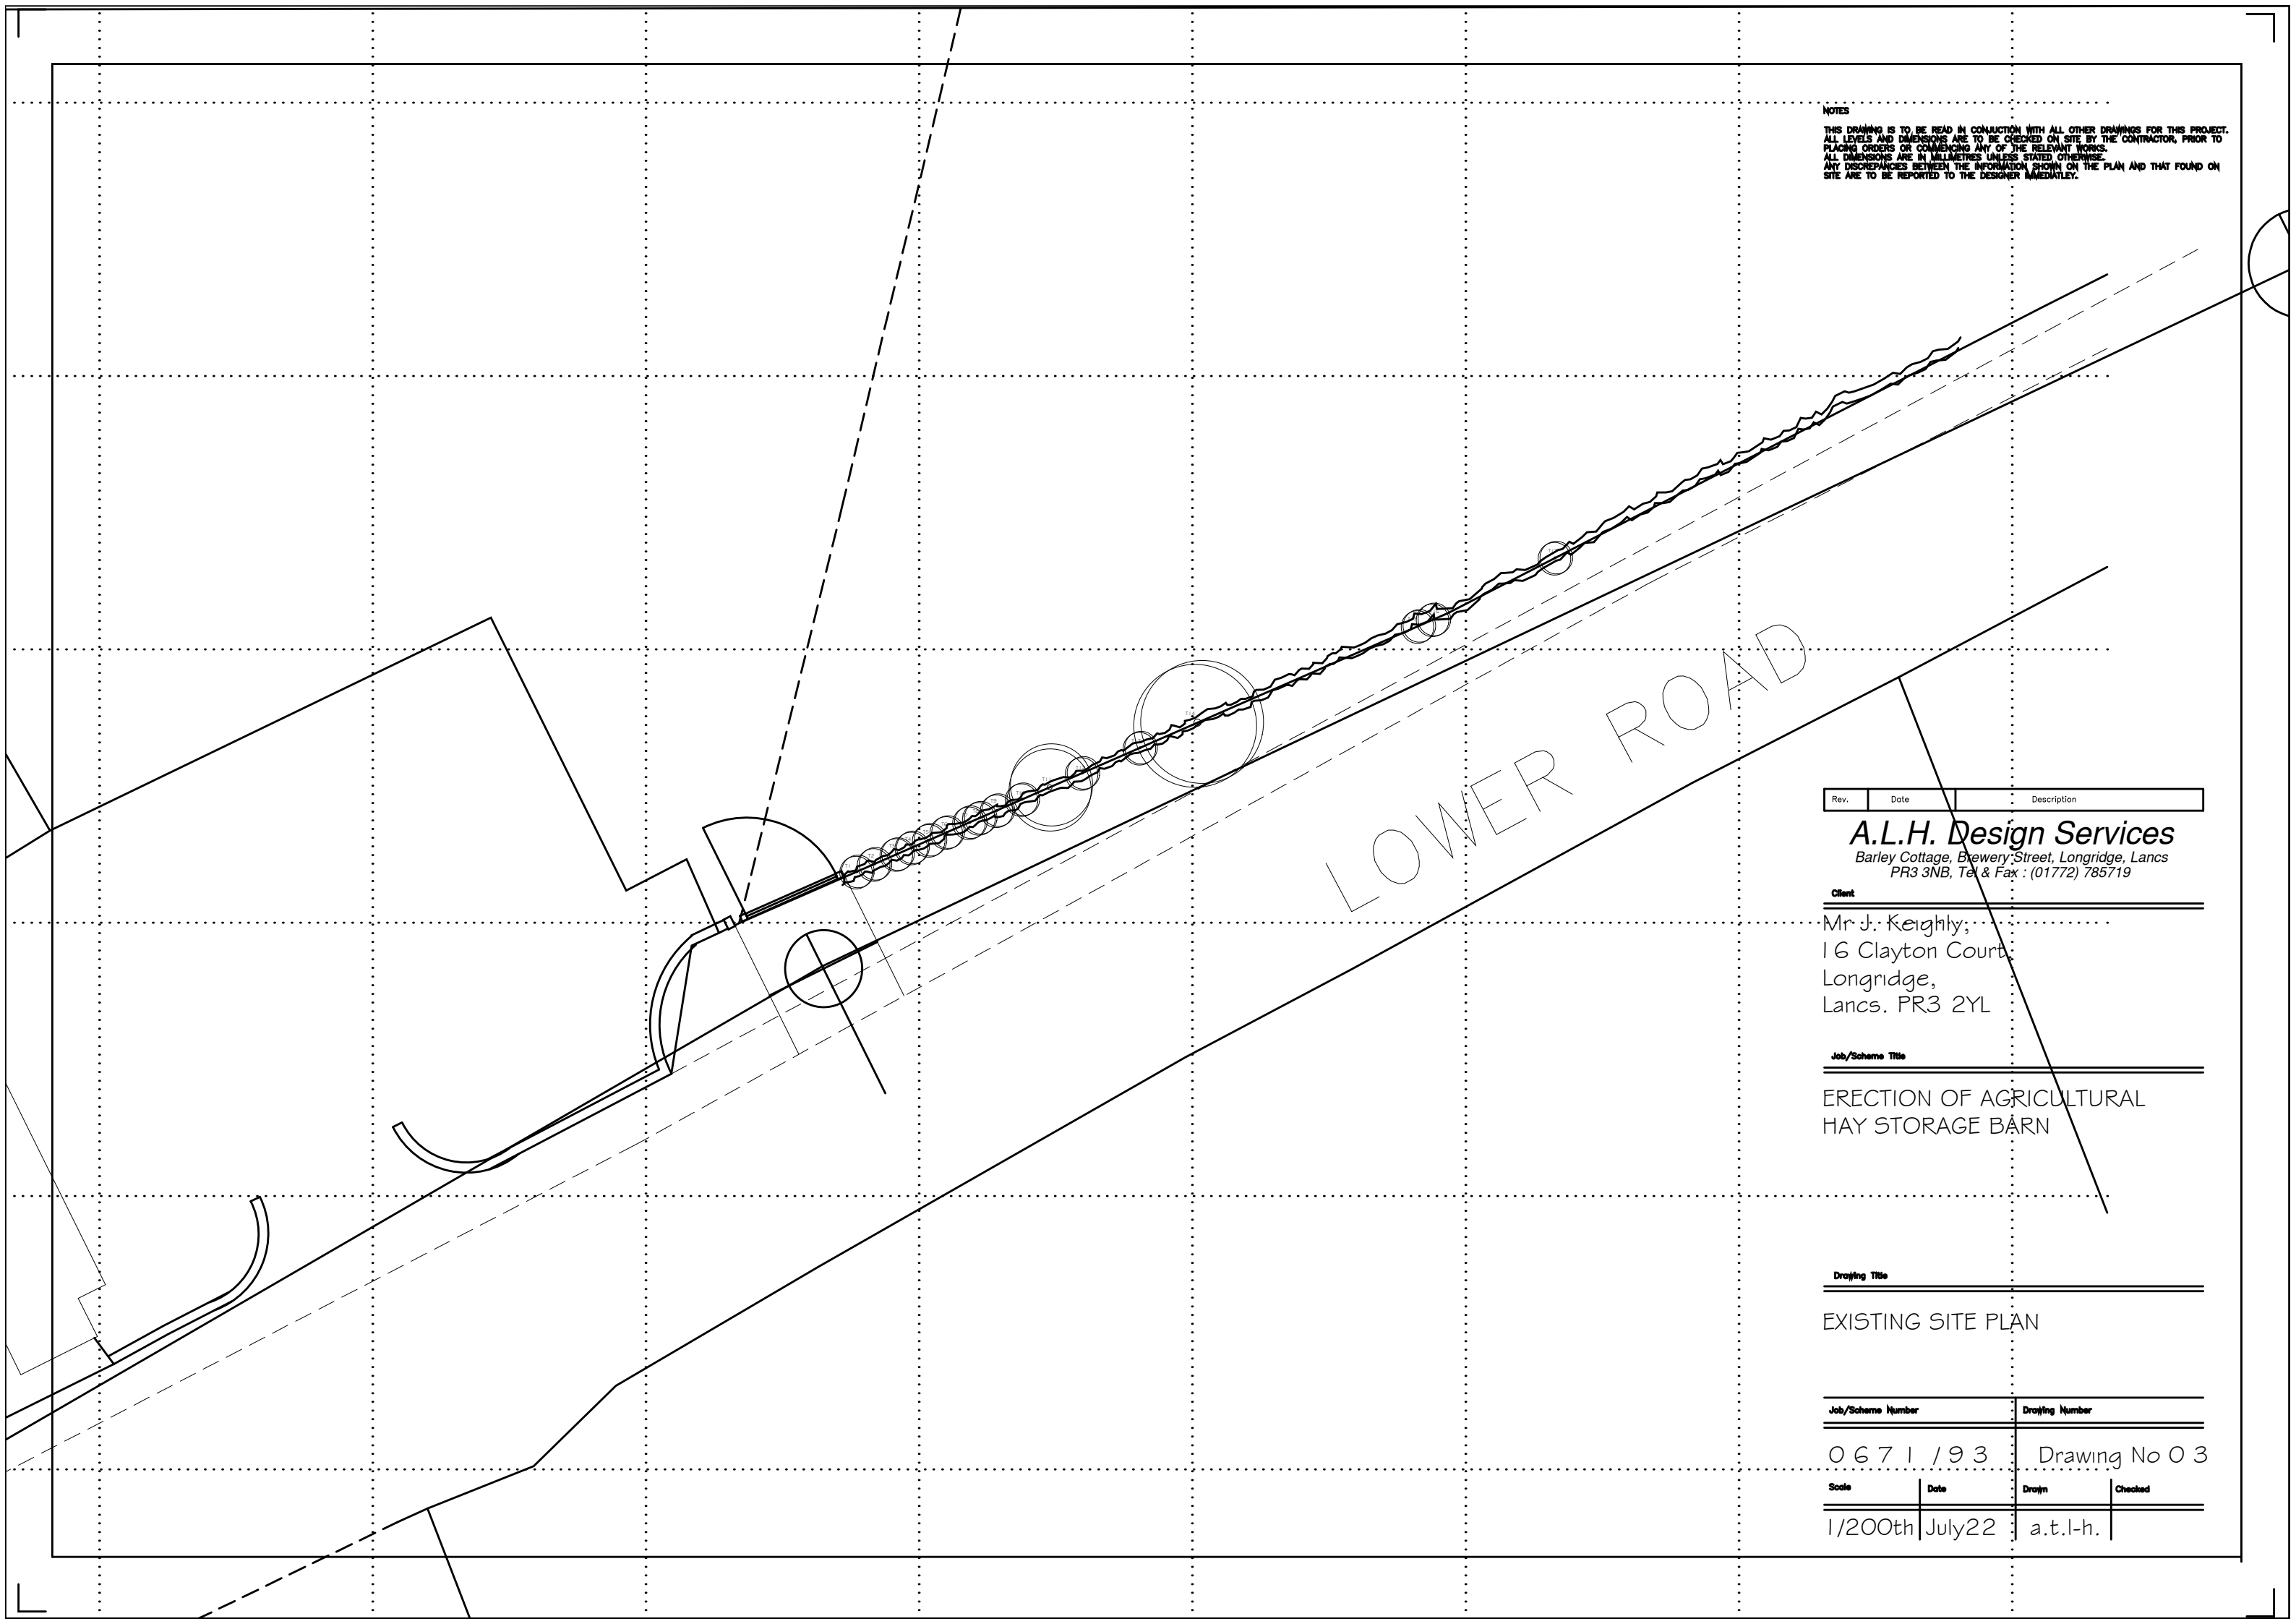 NOTES
THIS DRAWING IS TO BE READ IN CONJUCTION WITH ALL OTHER DRAWINGS FOR THIS PROJECT.
ALL LEVELS AND DIMENSIONS ARE TO BE CHECKED ON SITE BY THE CONTRACTOR, PRIOR TO
PLACING ORDERS OR COMMENCING ANY OF THE RELEVANT WORKS.
ALL DIMENSIONS ARE IN MILLIMETRES UNLESS STATED OTHERWISE.
ANY DISCREPANCIES BETWEEN THE INFORMATION SHOWN ON THE PLAN AND THAT FOUND ON
SITE ARE TO BE REPORTED TO THE DESIGNER IMMEDIATLEY.
LOWER ROAD
Rev. Date Description
A.L.H. Design Services
Barley Cottage, Brewery Street, Longridge, Lancs
PR3 3NB, Tel & Fax : (01772) 785719
Client
Mr J. Keighly,
16 Clayton Court,
Longridge,
Lancs. PR3 2YL
Job/Scheme Title
ERECTION OF AGRICULTURAL
HAY STORAGE BARN
Drawing Title
EXISTING SITE PLAN
Job/Scheme Number Drawing Number
0671/93 Drawing No 03
Scale Date Drawn Checked
1/200th July22 a.t.l-h.